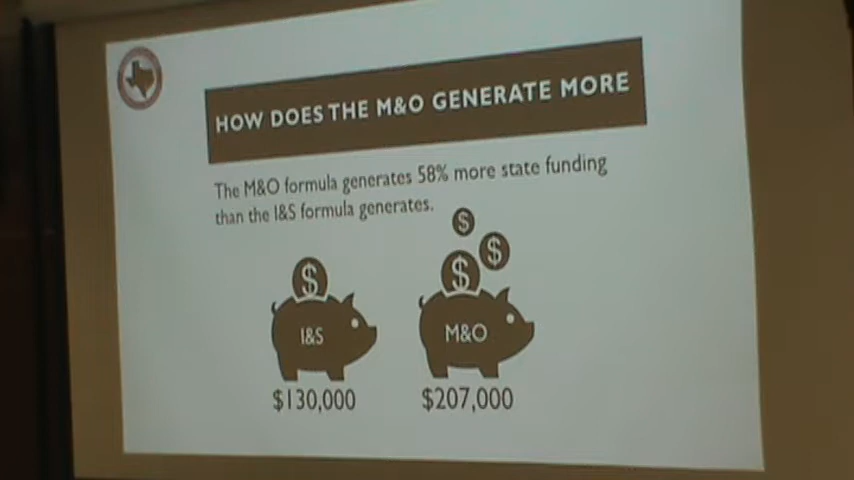 HOW DOES THE M&O GENERATE MORE
The M&O formula generates 58% more state funding
than the I&S formula generates.
$
$
$
$
I&S
M&O
$130,000
$207,000